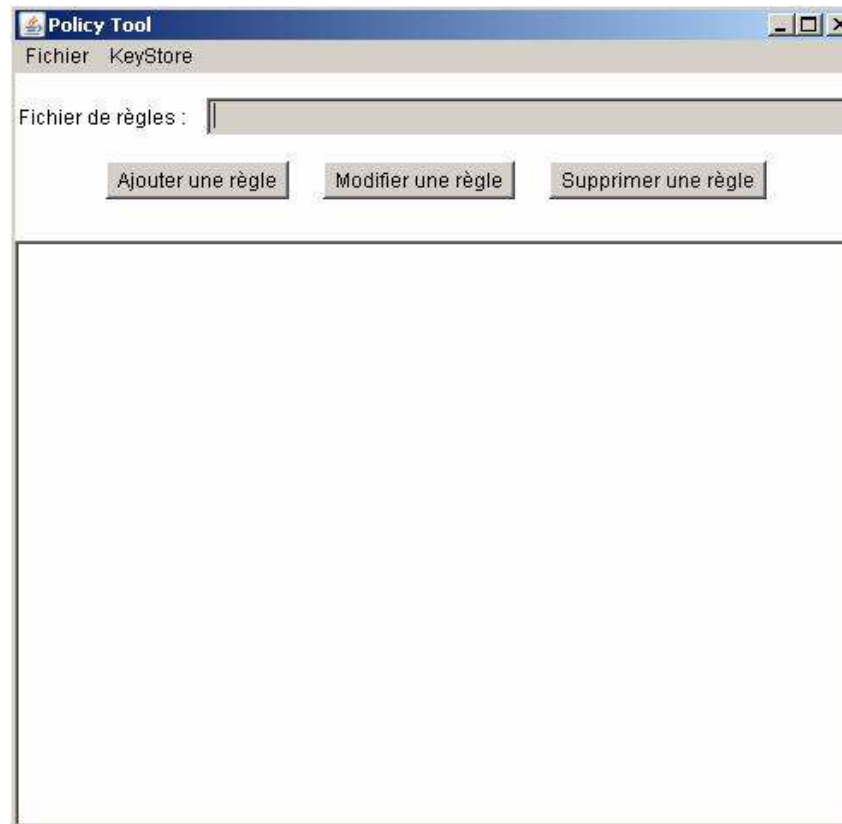 Policy Tool
Fichier KeyStore
Fichier de règles :
Ajouter une règle Modifier une règle Supprimer une règle